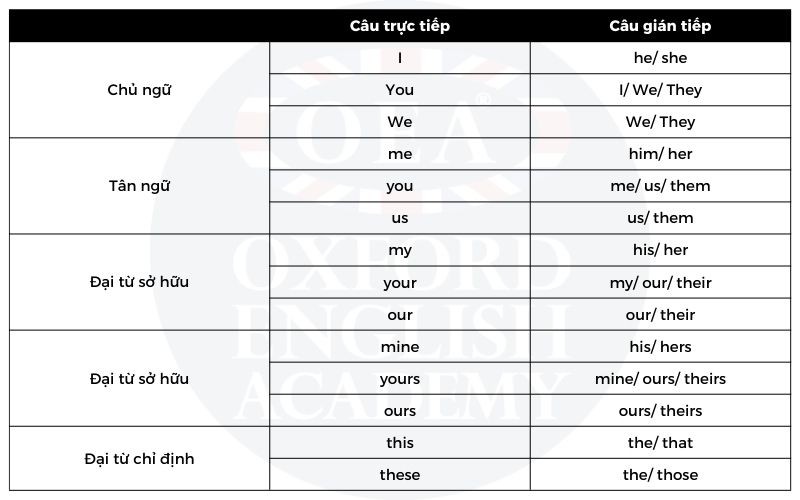 Câu trực tiếp Câu gián tiếp
Chủ ngữ
I he/ she
You I/ We/ They
We We/ They
Tân ngữ
me him/ her
you me/ us/ them
us us/ them
Đại từ sở hữu
my his/ her
your my/ our/ their
our our/ their
Đại từ sở hữu
mine his/ hers
yours mine/ ours/ theirs
ours ours/ theirs
Đại từ chỉ định
this the/ that
these the/ those
OEA®
OXFORD
ENGLISH
ACADEMY